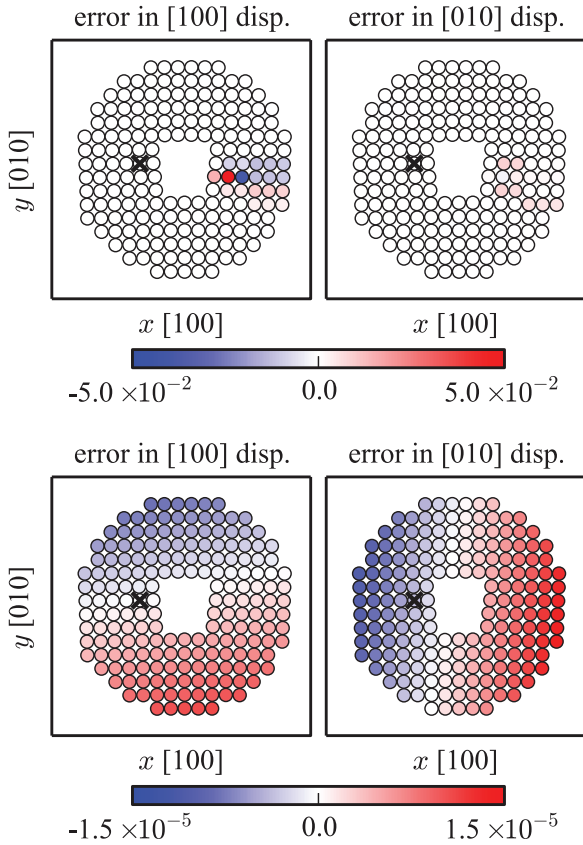 error in [100] disp. error in [010] disp.
y [010]
x [100] x [100]
-5.0 ×10⁻² 0.0 5.0 ×10⁻²
error in [100] disp. error in [010] disp.
y [010]
x [100] x [100]
-1.5 ×10⁻⁵ 0.0 1.5 ×10⁻⁵